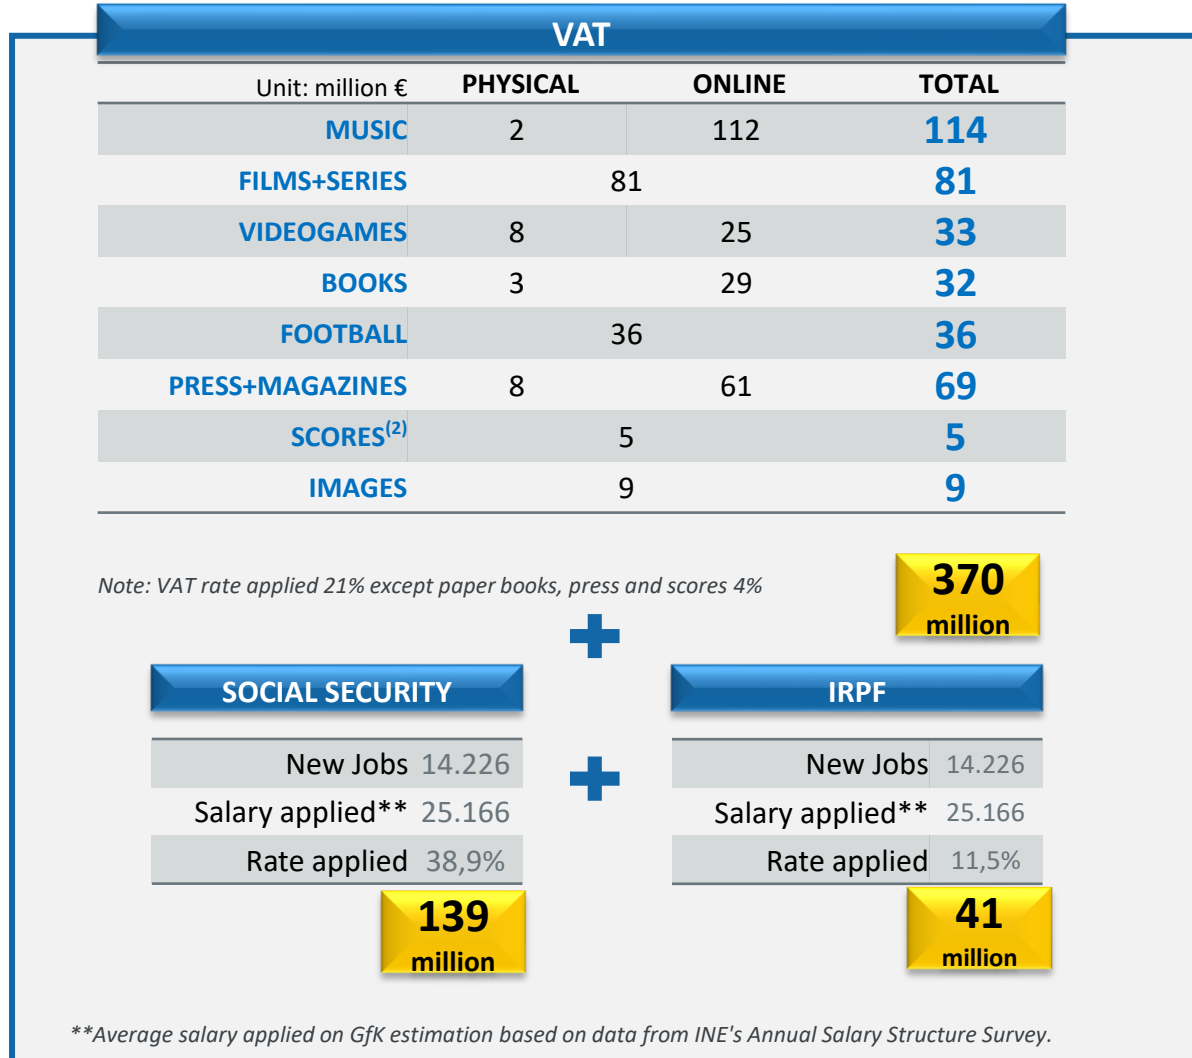 VAT
Unit: million € PHYSICAL ONLINE TOTAL
MUSIC 2 112 114
FILMS+SERIES 81 81
VIDEOGAMES 8 25 33
BOOKS 3 29 32
FOOTBALL 36 36
PRESS+MAGAZINES 8 61 69
SCORES(2) 5 5
IMAGES 9 9
Note: VAT rate applied 21% except paper books, press and scores 4%
370
million
+
SOCIAL SECURITY
New Jobs 14.226
Salary applied** 25.166
Rate applied 38,9%
139
million
+
IRPF
New Jobs 14.226
Salary applied** 25.166
Rate applied 11,5%
41
million
**Average salary applied on GfK estimation based on data from INE's Annual Salary Structure Survey.